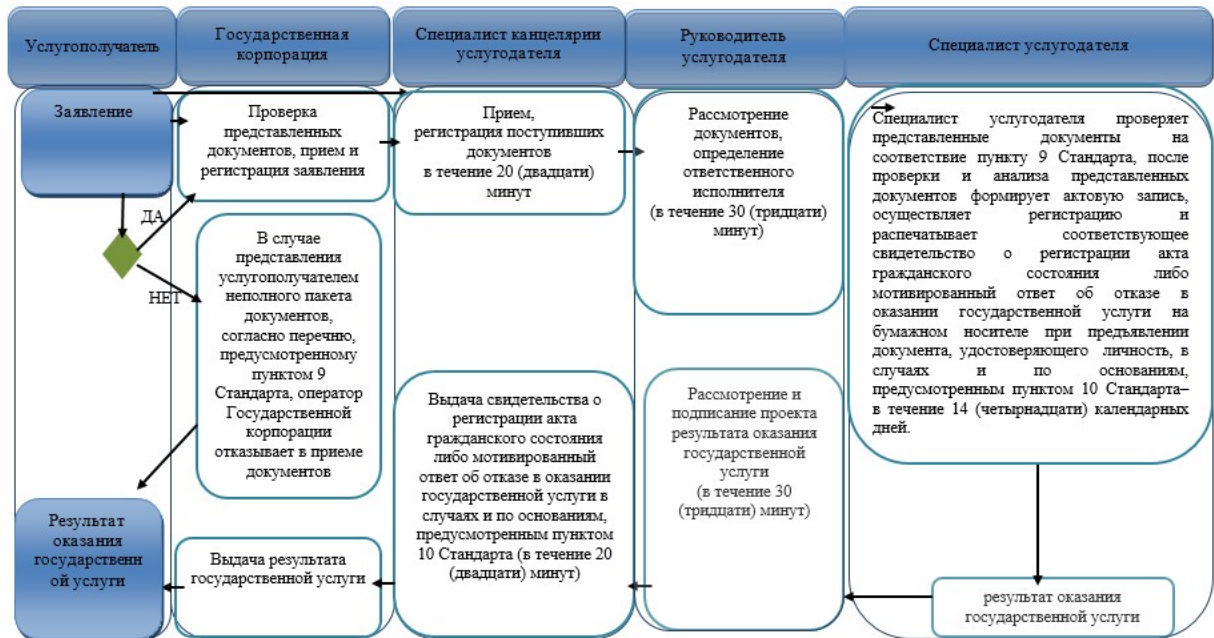 Услугополучатель
Государственная
корпорация
Специалист канцелярии
услугодателя
Руководитель
услугодателя
Специалист услугодателя
Заявление
Проверка
представленных
документов, прием и
регистрация заявления
Прием,
регистрация поступивших
документов
в течение 20 (двадцати)
минут
Рассмотрение
документов,
определение
ответственного
исполнителя
(в течение 30 (тридцати)
минут)
Специалист услугодателя проверяет
представленные документы на
соответствие пункту 9 Стандарта, после
проверки и анализа представленных
документов формирует актовую запись,
осуществляет регистрацию и
распечатывает соответствующее
свидетельство о регистрации акта
гражданского состояния либо
мотивированный ответ об отказе в
оказании государственной услуги на
бумажном носителе при предъявлении
документа, удостоверяющего личность, в
случаях и по основаниям,
предусмотренным пунктом 10 Стандарта–
в течение 14 (четырнадцати) календарных
дней.
ДА
НЕТ
В случае
представления
услугополучателем
неполного пакета
документов,
согласно перечню,
предусмотренному
пунктом 9
Стандарта, оператор
Государственной
корпорации
отказывает в приеме
документов
Выдача свидетельства о
регистрации акта
гражданского состояния
либо мотивированный
ответ об отказе в оказании
государственной услуги в
случаях и по основаниям,
предусмотренным пунктом
10 Стандарта (в течение 20
(двадцати) минут)
Рассмотрение и
подписание проекта
результата оказания
государственной
услуги
(в течение 30
(тридцати) минут)
Результат
оказания
государственн
ой услуги
Выдача результата
государственной услуги
результат оказания
государственной услуги